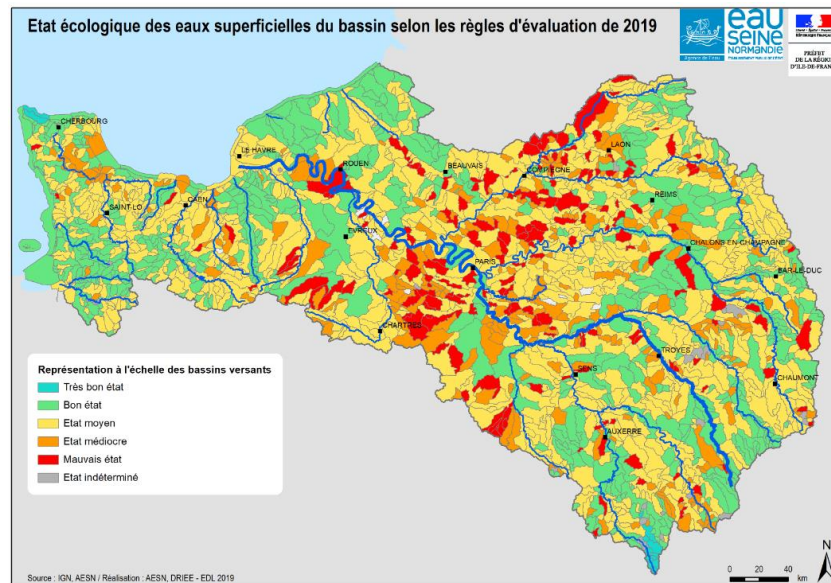 Etat écologique des eaux superficielles du bassin selon les règles d'évaluation de 2019
eau
SEINE
NORMANDIE
Agence de l'eau
PRÉFET
DE LA RÉGION
D'ILE-DE-FRANCE
CHERBOURG
LE HAVRE
ROUEN
BEAUVAIS
COMPIEGNE
LAON
SAINT-LO
CAEN
REIMS
EVREUX
CHALONS-EN-CHAMPAGNE
PARIS
BAR-LE-DUC
CHARTRES
TROYES
SENS
CHAUMONT
AUXERRE
Représentation à l'échelle des bassins versants
Très bon état
Bon état
Etat moyen
Etat médiocre
Mauvais état
Etat indéterminé
N
0 20 40
km
Source : IGN, AESN / Réalisation : AESN, DRIEE - EDL 2019